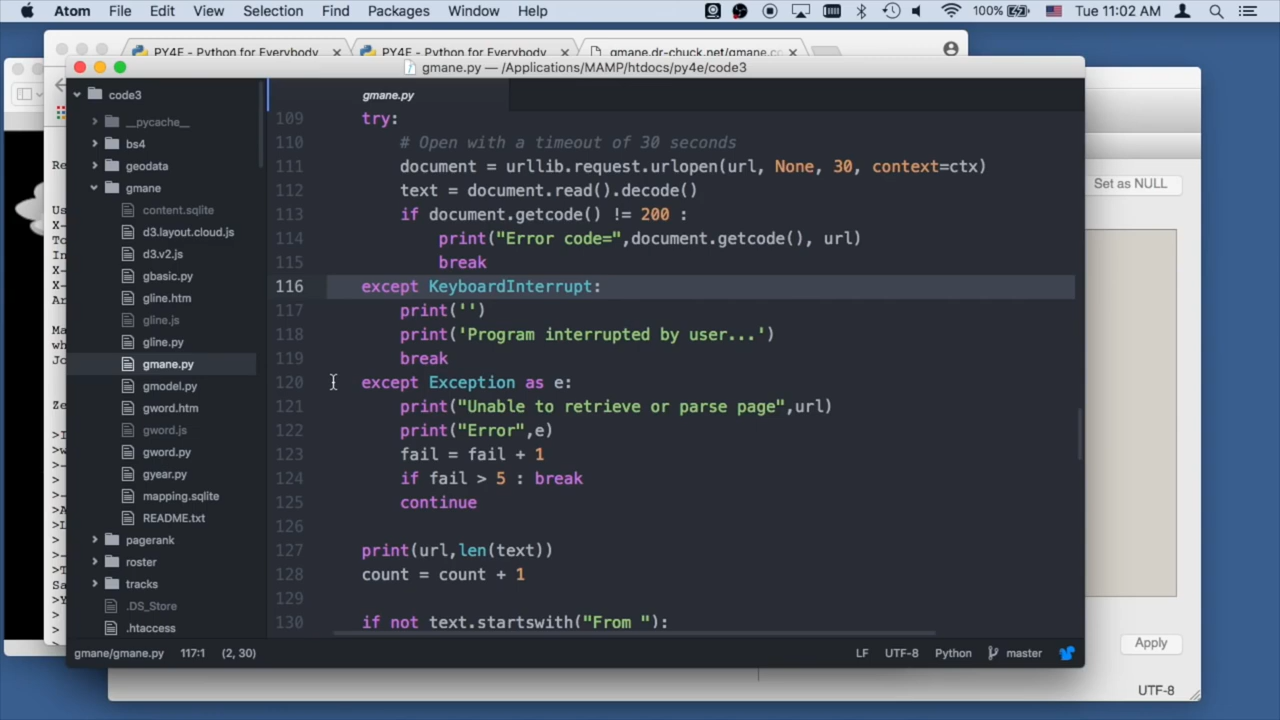 Atom File Edit View Selection Find Packages Window Help 100% Tue 11:02 AM
PY4E - Python for Everybody PY4E - Python for Everybody gmane.dr-chuck.net/gmane.co
gmane.py — /Applications/MAMP/htdocs/py4e/code3
code3
__pycache__
bs4
geodata
gmane
content.sqlite
d3.layout.cloud.js
d3.v2.js
gbasic.py
gline.htm
gline.js
gline.py
gmane.py
gmodel.py
gword.htm
gword.js
gword.py
gyear.py
mapping.sqlite
README.txt
pagerank
roster
tracks
.DS_Store
.htaccess
gmane.py
109 try:
110 # Open with a timeout of 30 seconds
111 document = urllib.request.urlopen(url, None, 30, context=ctx)
112 text = document.read().decode()
113 if document.getcode() != 200 :
114 print("Error code=",document.getcode(), url)
115 break
116 except KeyboardInterrupt:
117 print('')
118 print('Program interrupted by user...')
119 break
120 except Exception as e:
121 print("Unable to retrieve or parse page",url)
122 print("Error",e)
123 fail = fail + 1
124 if fail > 5 : break
125 continue
126
127 print(url,len(text))
128 count = count + 1
129
130 if not text.startswith("From "):
gmane/gmane.py 117:1 (2, 30) LF UTF-8 Python master
Set as NULL
Apply
UTF-8